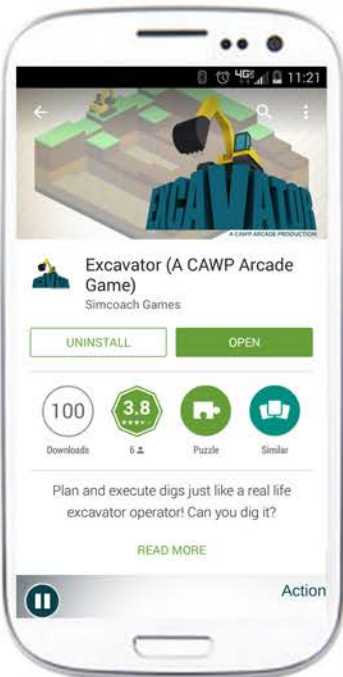 4G 11:21
EXCAVATOR
A CAWP ARCADE PRODUCTION
Excavator (A CAWP Arcade
Game)
Simcoach Games
UNINSTALL
OPEN
100
3.8
Downloads
6
Puzzle
Similar
Plan and execute digs just like a real life
excavator operator! Can you dig it?
READ MORE
Action